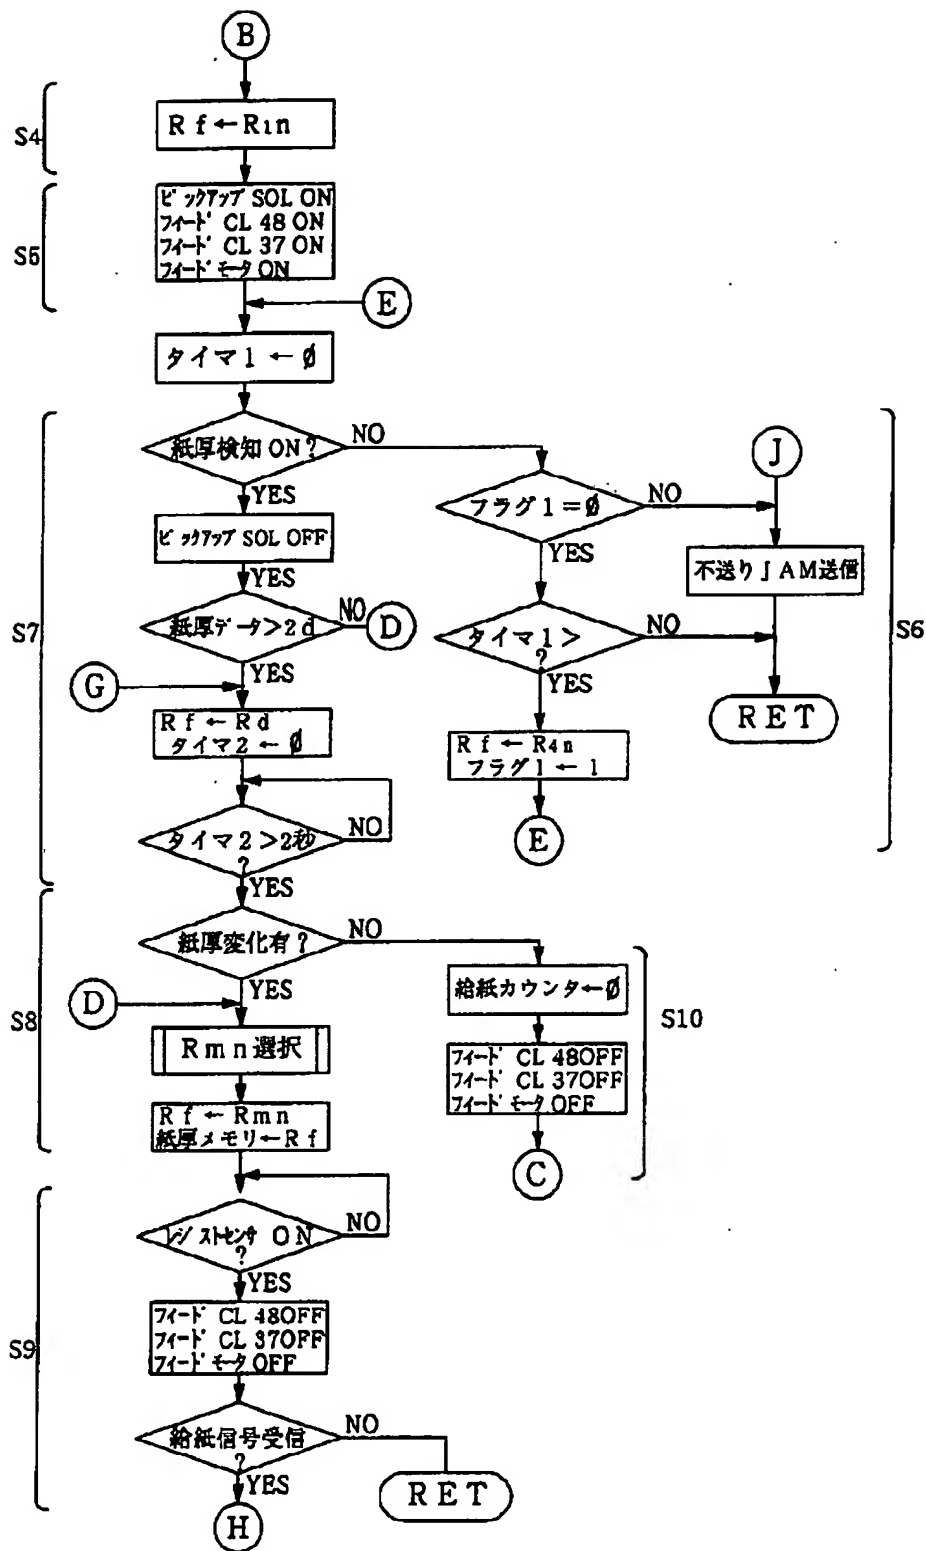 B
S4
Rf←R1n
S5
ピックアップ SOL ON
フィード CL 48 ON
フィード CL 37 ON
フィードモータ ON
E
タイマ1 ← Ø
S7
紙厚検知 ON?
NO
YES
ピックアップ SOL OFF
YES
紙厚データ>2d
NO
D
YES
G
Rf ← Rd
タイマ2 ← Ø
タイマ2>2秒
?
NO
YES
S6
フラグ1=Ø
NO
YES
J
不送りJAM送信
タイマ1>
?
NO
YES
RET
Rf ← R4n
フラグ1 ← 1
E
S8
紙厚変化有?
NO
YES
D
Rmn選択
Rf ← Rmn
紙厚メモリ←Rf
S10
給紙カウンタ←Ø
フィード CL 48OFF
フィード CL 37OFF
フィードモータ OFF
C
S9
レジストセンサ ON
?
NO
YES
フィード CL 48OFF
フィード CL 37OFF
フィードモータ OFF
給紙信号受信
?
NO
YES
RET
H